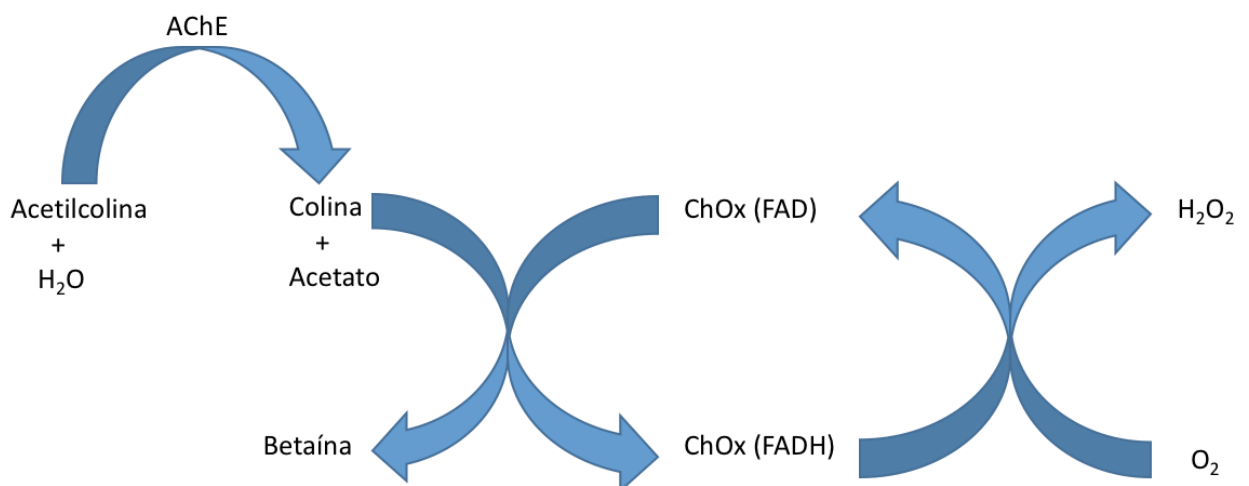 AChE
Acetilcolina
+
H₂O
Colina
+
Acetato
ChOx (FAD)
H₂O₂
Betaína
ChOx (FADH)
O₂